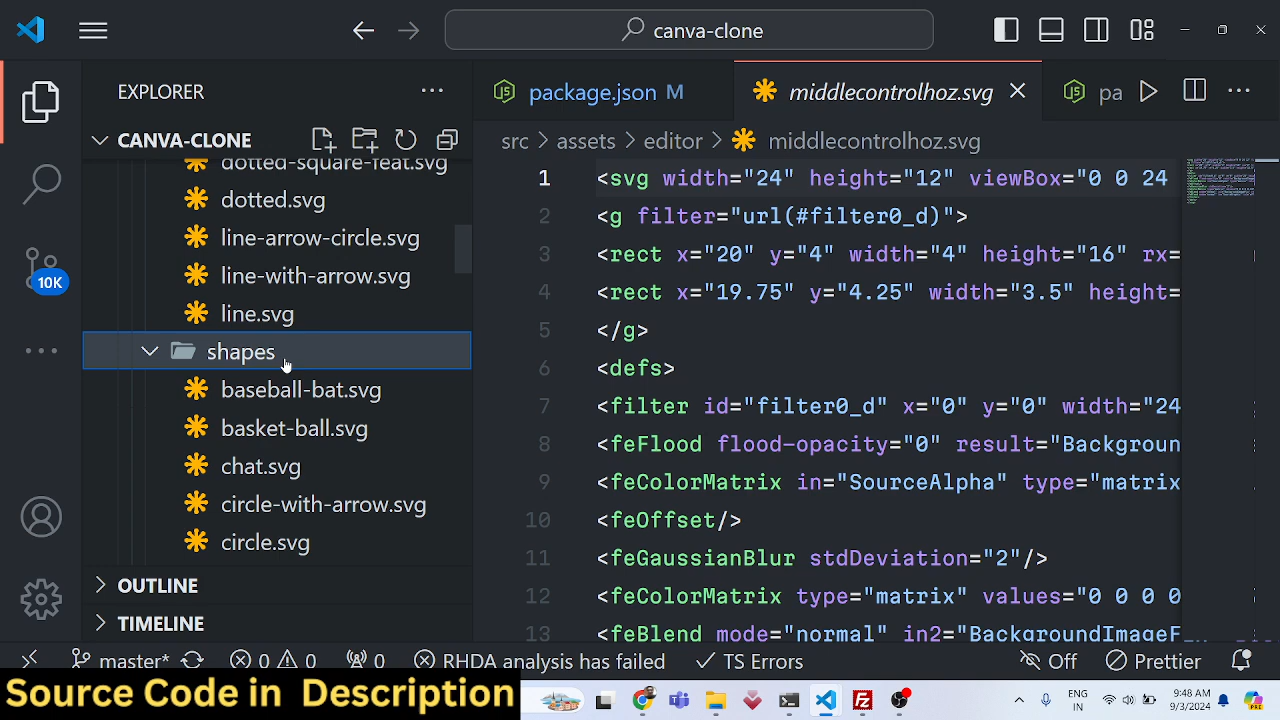 canva-clone
EXPLORER
CANVA-CLONE
dotted-square-feat.svg
dotted.svg
line-arrow-circle.svg
line-with-arrow.svg
line.svg
shapes
baseball-bat.svg
basket-ball.svg
chat.svg
circle-with-arrow.svg
circle.svg
OUTLINE
TIMELINE
10K
package.json M
middlecontrolhoz.svg
pa
src > assets > editor > middlecontrolhoz.svg
1 <svg width="24" height="12" viewBox="0 0 24
2 <g filter="url(#filter0_d)">
3 <rect x="20" y="4" width="4" height="16" rx=
4 <rect x="19.75" y="4.25" width="3.5" height=
5 </g>
6 <defs>
7 <filter id="filter0_d" x="0" y="0" width="24
8 <feFlood flood-opacity="0" result="Backgroun
9 <feColorMatrix in="SourceAlpha" type="matrix
10 <feOffset/>
11 <feGaussianBlur stdDeviation="2"/>
12 <feColorMatrix type="matrix" values="0 0 0 0
13 <feBlend mode="normal" in2="BackgroundImageFix
master* 0 0 0 RHDA analysis has failed TS Errors Off Prettier
Source Code in Description
ENG
IN
9:48 AM
9/3/2024